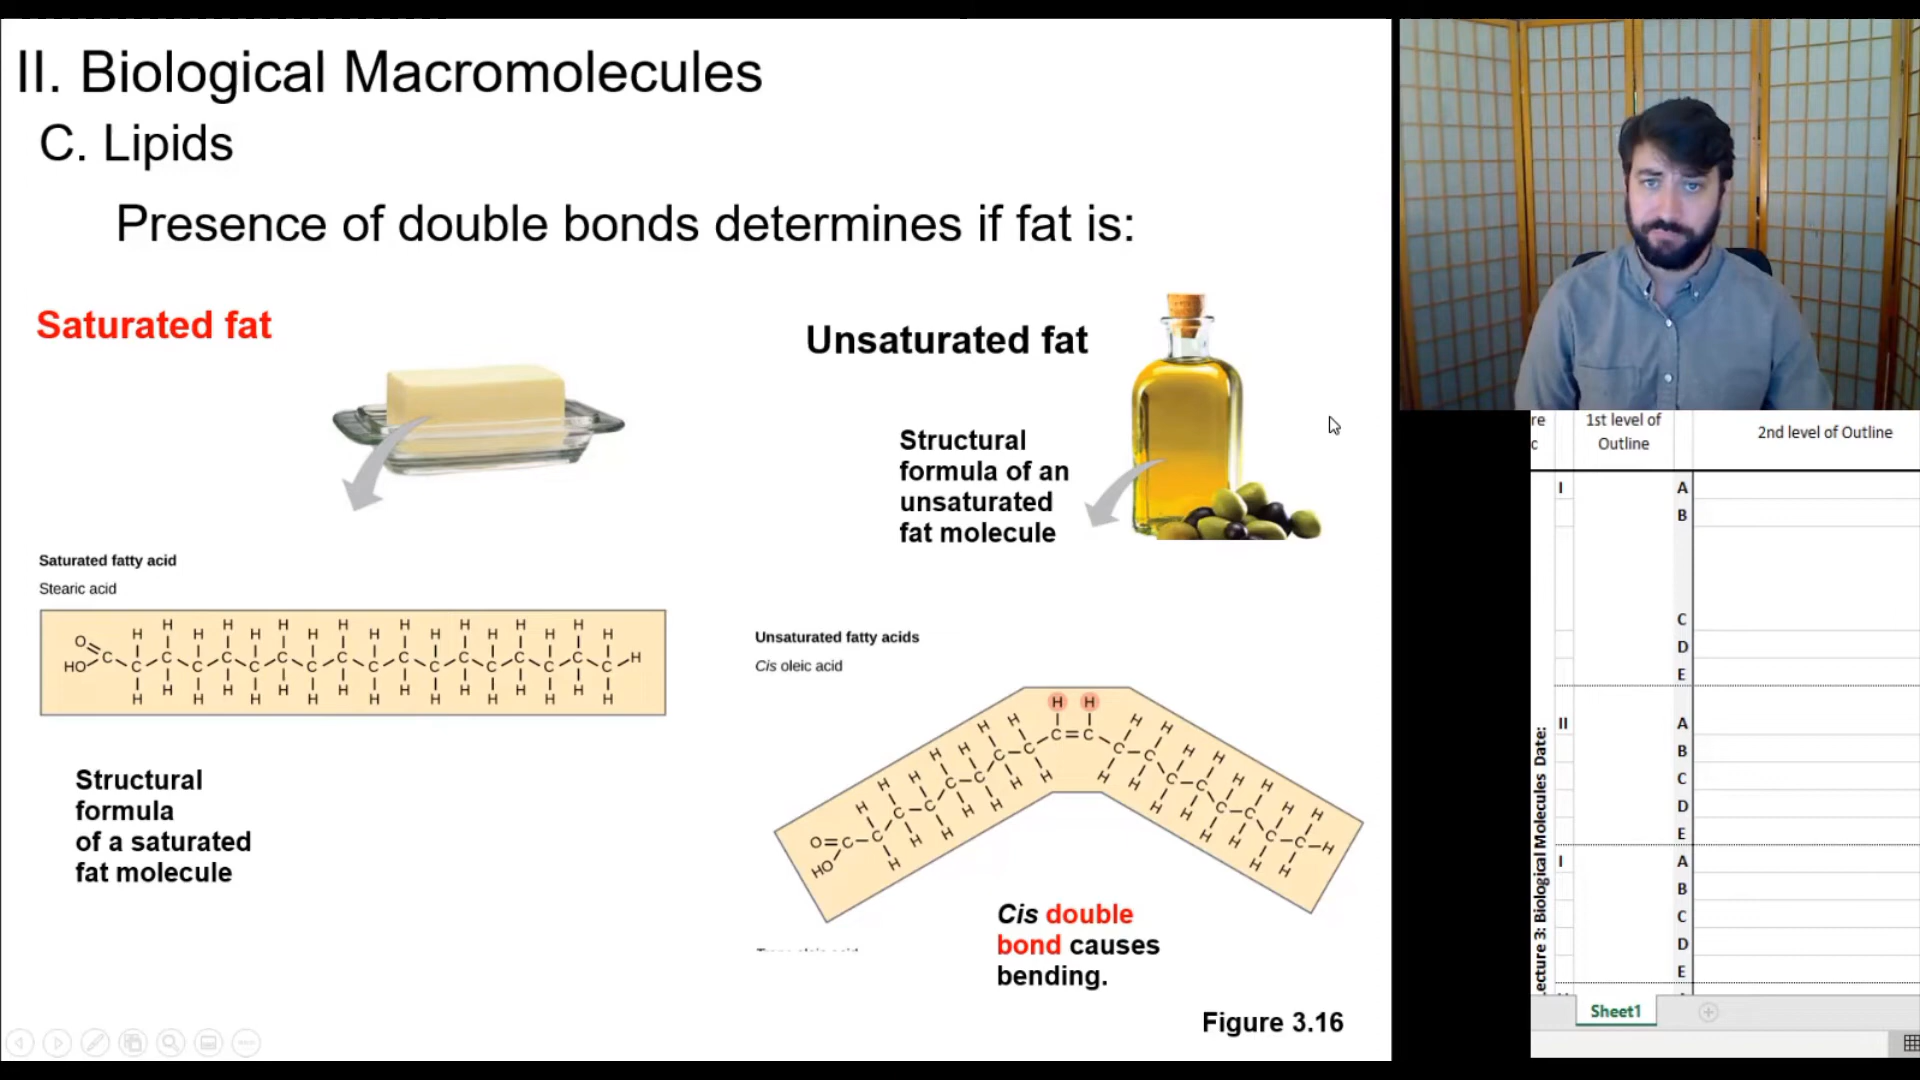 II. Biological Macromolecules
C. Lipids
Presence of double bonds determines if fat is:
Saturated fat
Unsaturated fat
Structural
formula of an
unsaturated
fat molecule
Saturated fatty acid
Stearic acid
Structural
formula
of a saturated
fat molecule
Unsaturated fatty acids
Cis oleic acid
Cis double
bond causes
bending.
Figure 3.16
1st level of
Outline
2nd level of Outline
I
A
B
C
D
E
II
A
B
C
D
E
I
A
B
C
D
E
3: Biological Molecules Date:
Sheet1